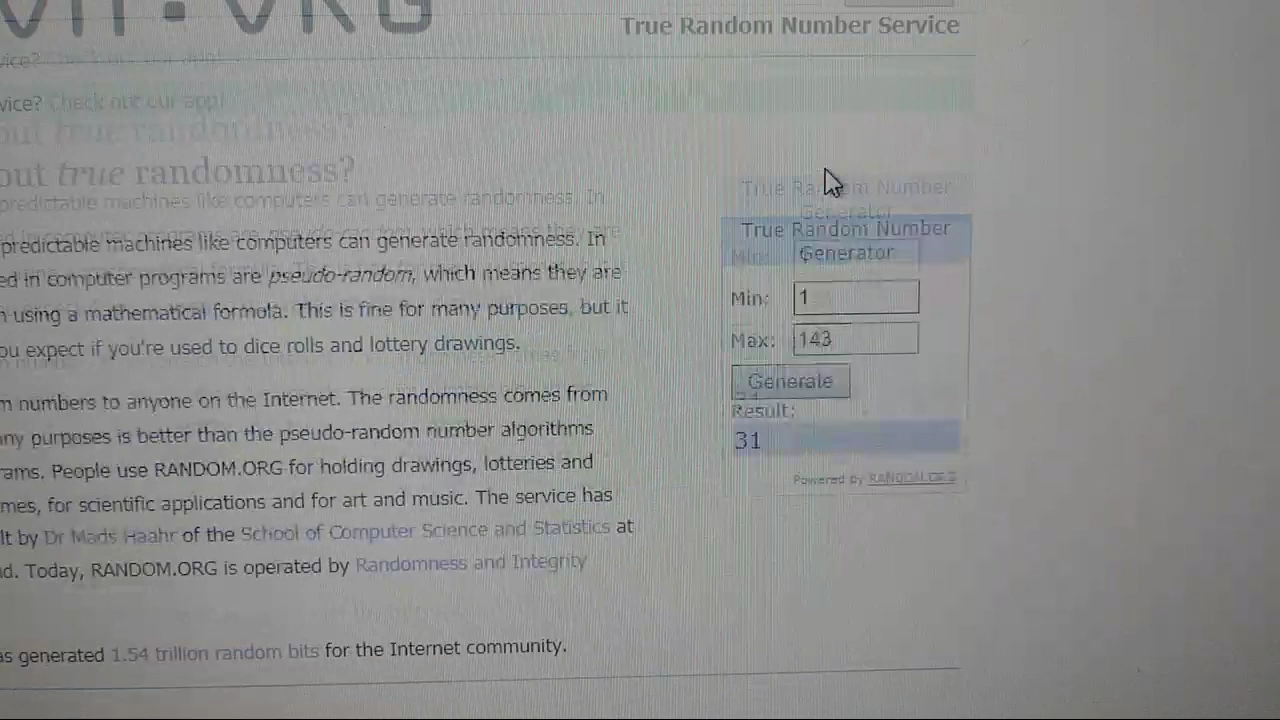 .ORG
True Random Number Service
vice? Check out our app!
out true randomness?
predictable machines like computers can generate randomness. In
ed in computer programs are pseudo-random, which means they are
using a mathematical formula. This is fine for many purposes, but it
ou expect if you're used to dice rolls and lottery drawings.
m numbers to anyone on the Internet. The randomness comes from
any purposes is better than the pseudo-random number algorithms
rams. People use RANDOM.ORG for holding drawings, lotteries and
mes, for scientific applications and for art and music. The service has
lt by Dr Mads Haahr of the School of Computer Science and Statistics at
nd. Today, RANDOM.ORG is operated by Randomness and Integrity
as generated 1.54 trillion random bits for the Internet community.
True Random Number
Generator
Min: 1
Max: 143
Generate
Result:
31
Powered by RANDOM.ORG